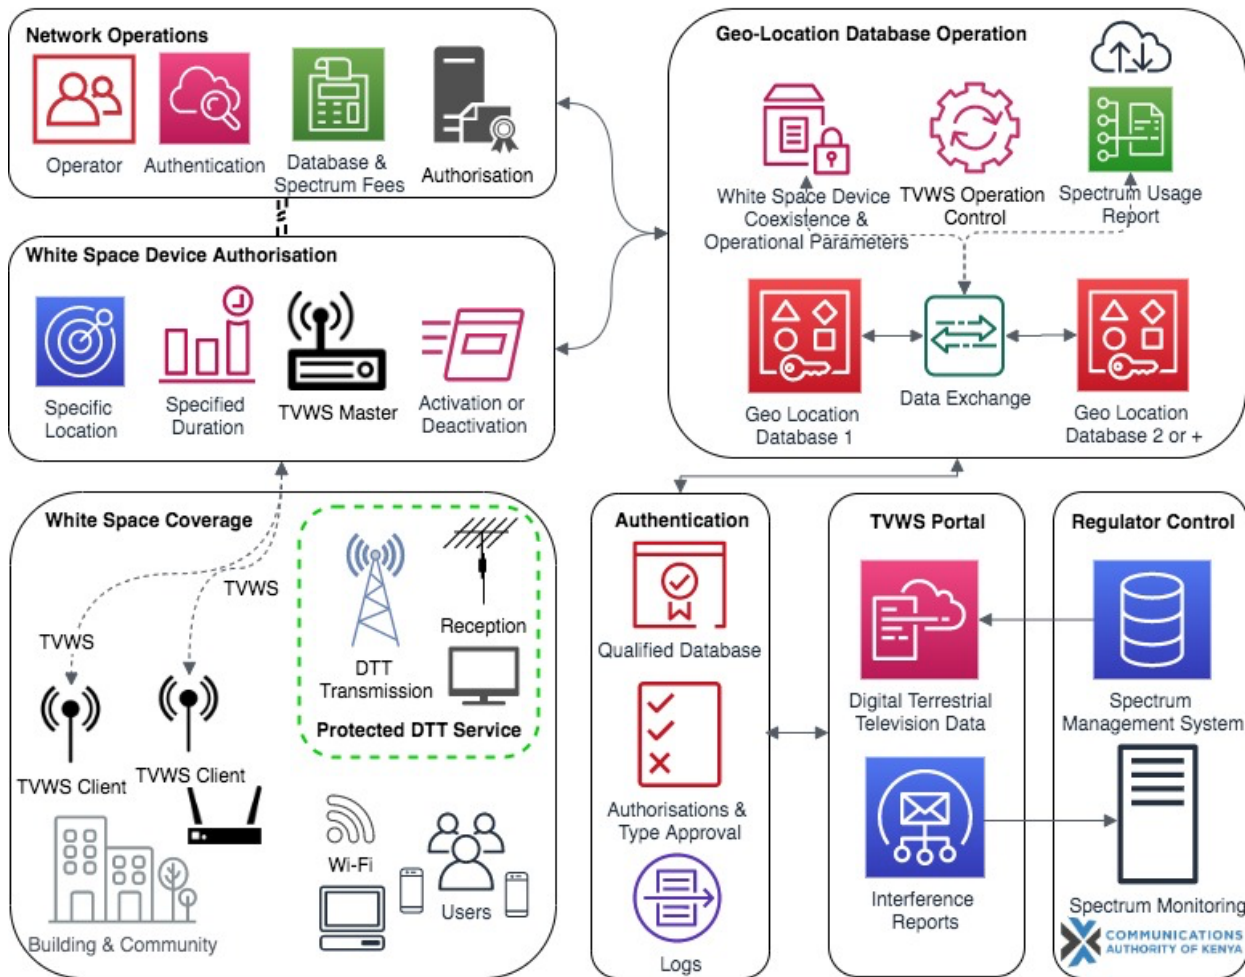 Network Operations
Operator
Authentication
Database &
Spectrum Fees
Authorisation
Geo-Location Database Operation
White Space Device
Coexistence &
Operational Parameters
TVWS Operation
Control
Spectrum Usage
Report
Geo Location
Database 1
Data Exchange
Geo Location
Database 2 or +
White Space Device Authorisation
Specific
Location
Specified
Duration
TVWS Master
Activation or
Deactivation
White Space Coverage
TVWS
TVWS
TVWS Client
TVWS Client
DTT
Transmission
Reception
Protected DTT Service
Building & Community
Wi-Fi
Users
Authentication
Qualified Database
Authorisations &
Type Approval
Logs
TVWS Portal
Digital Terrestrial
Television Data
Interference
Reports
Regulator Control
Spectrum
Management System
Spectrum Monitoring
COMMUNICATIONS
AUTHORITY OF KENYA